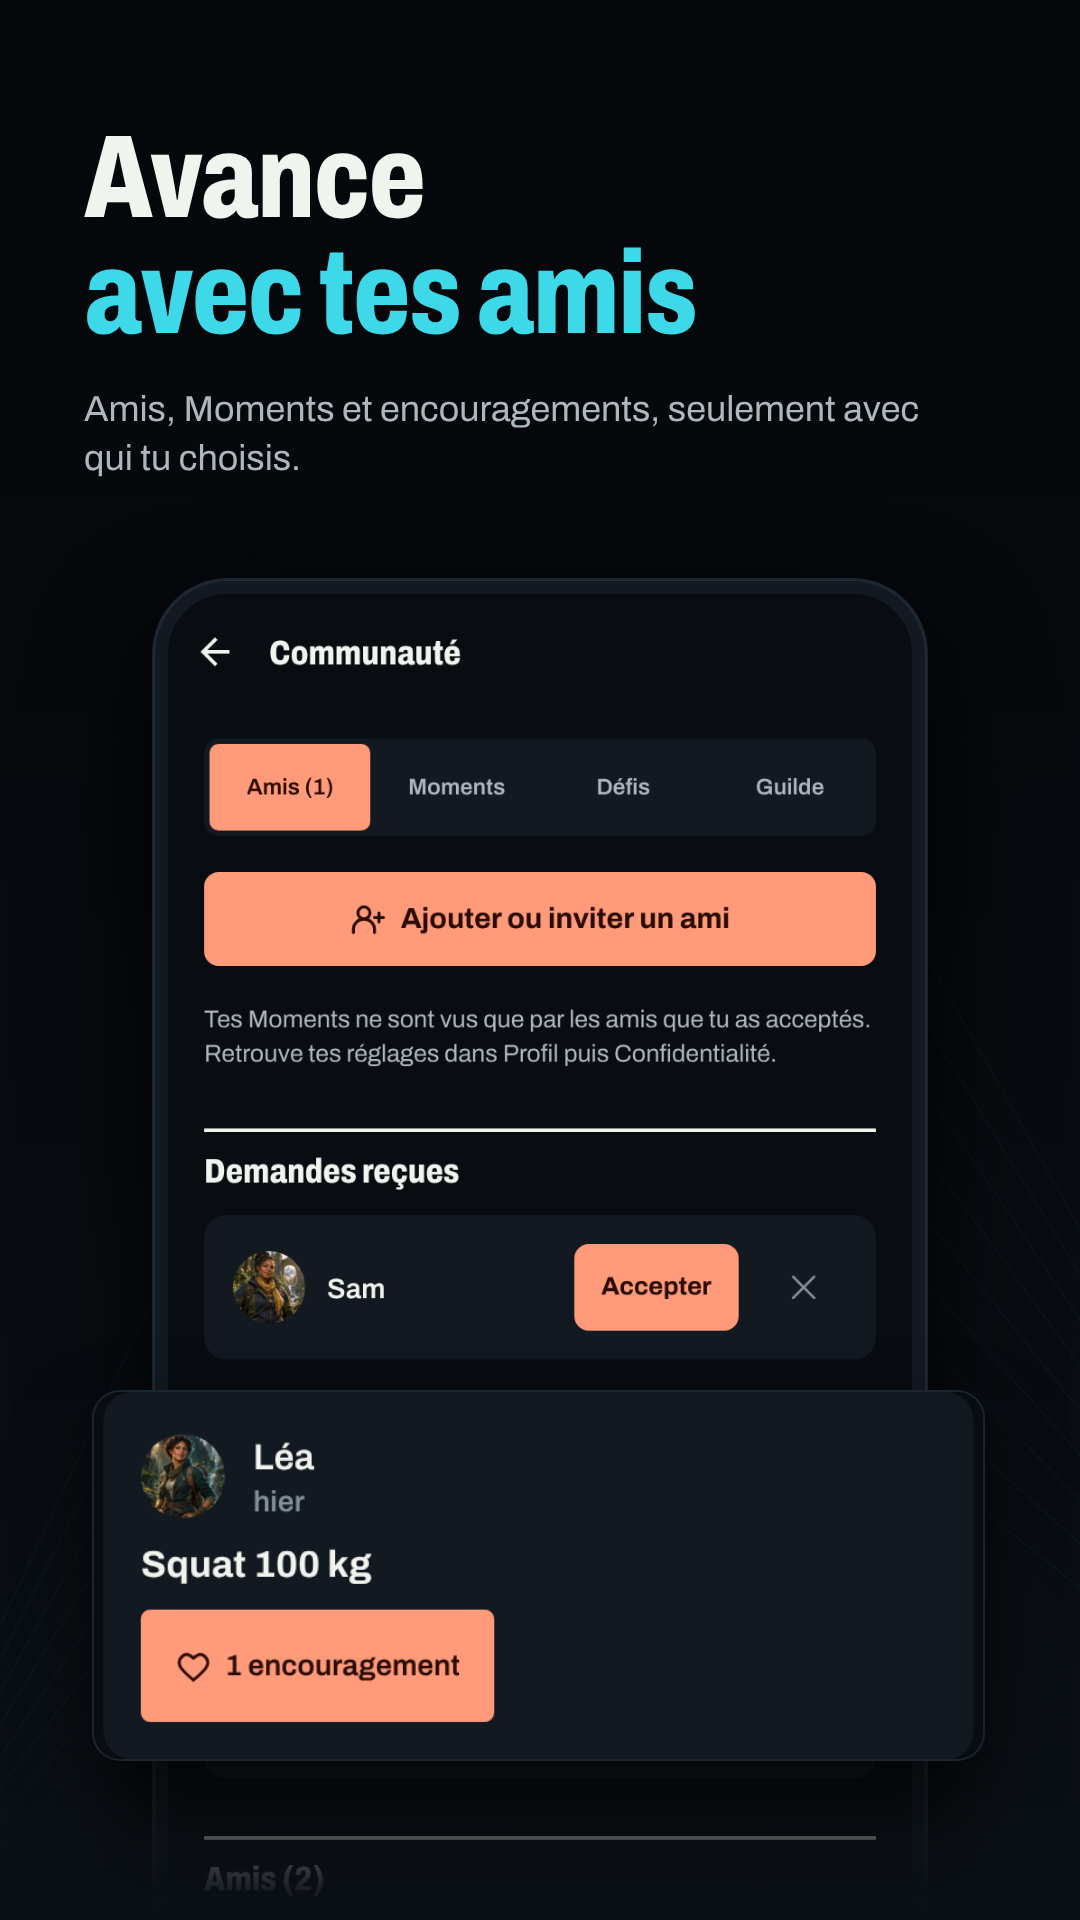 Avance
avec tes amis
Amis, Moments et encouragements, seulement avec
qui tu choisis.
Communauté
Amis (1)
Moments
Défis
Guilde
Ajouter ou inviter un ami
Tes Moments ne sont vus que par les amis que tu as acceptés.
Retrouve tes réglages dans Profil puis Confidentialité.
Demandes reçues
Sam
Accepter
Léa
hier
Squat 100 kg
1 encouragement
Amis (2)